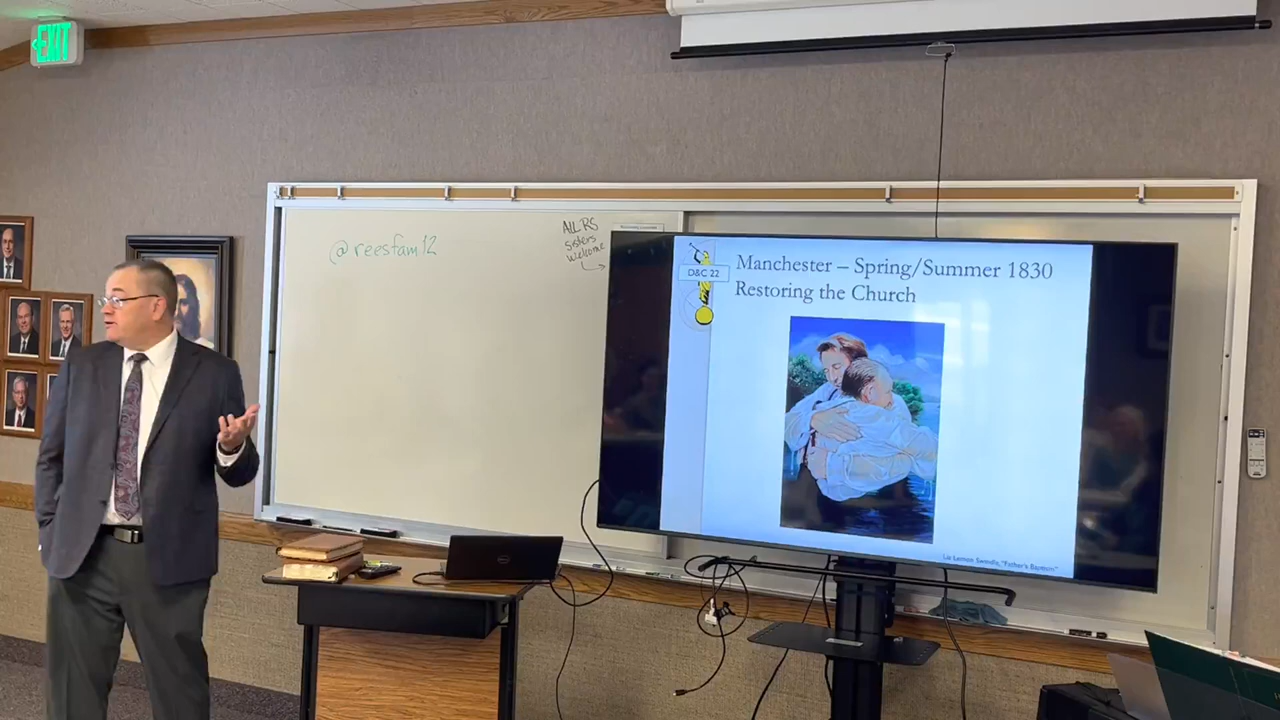 EXIT
@reesfam12
ALL RS
Sisters
Welcome
D&C 22
Manchester – Spring/Summer 1830
Restoring the Church
Liz Lemon Swindle, "Father's Baptism"
DELL